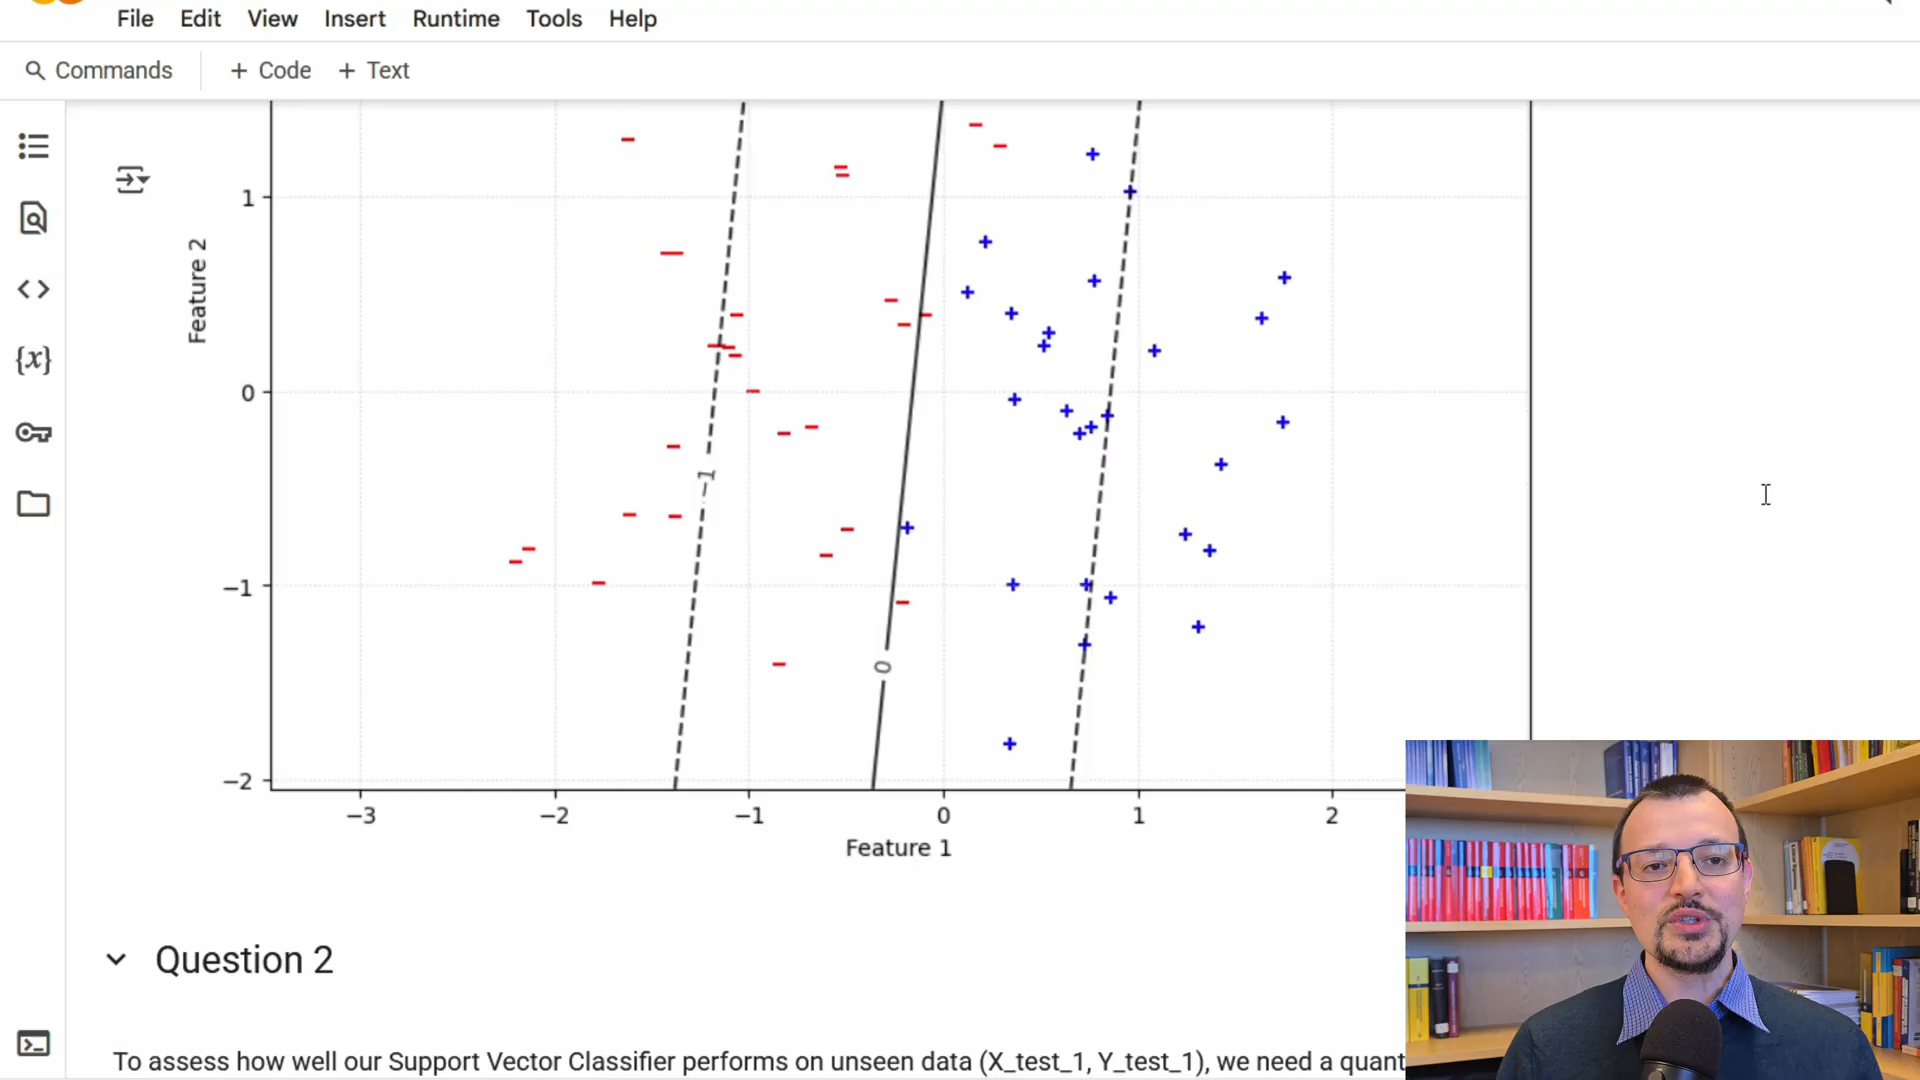 File Edit View Insert Runtime Tools Help
Commands + Code + Text
1
0
−1
−2
Feature 2
−1
0
−3 −2 −1 0 1 2
Feature 1
Question 2
To assess how well our Support Vector Classifier performs on unseen data (X_test_1, Y_test_1), we need a quant